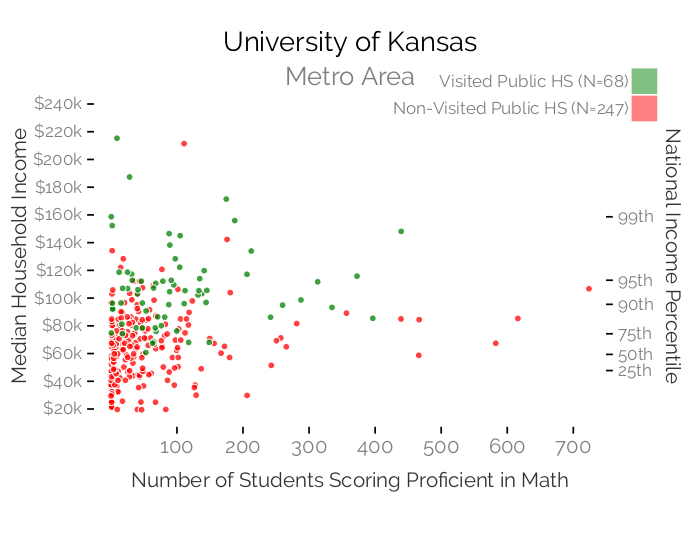 University of Kansas
Metro Area
Visited Public HS (N=68)
Non-Visited Public HS (N=247)
Median Household Income
$240k
$220k
$200k
$180k
$160k
$140k
$120k
$100k
$80k
$60k
$40k
$20k
National Income Percentile
99th
95th
90th
75th
50th
25th
100 200 300 400 500 600 700
Number of Students Scoring Proficient in Math